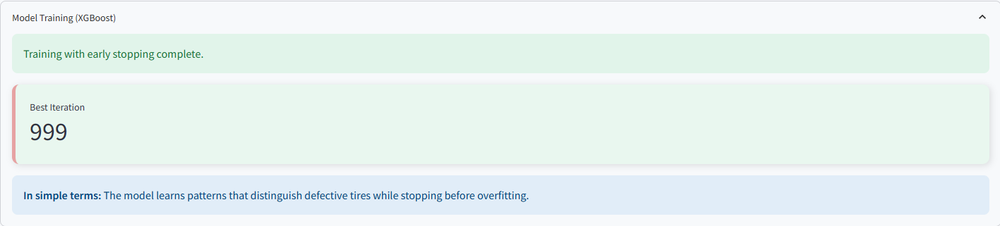 Model Training (XGBoost)
Training with early stopping complete.
Best Iteration
999
In simple terms: The model learns patterns that distinguish defective tires while stopping before overfitting.